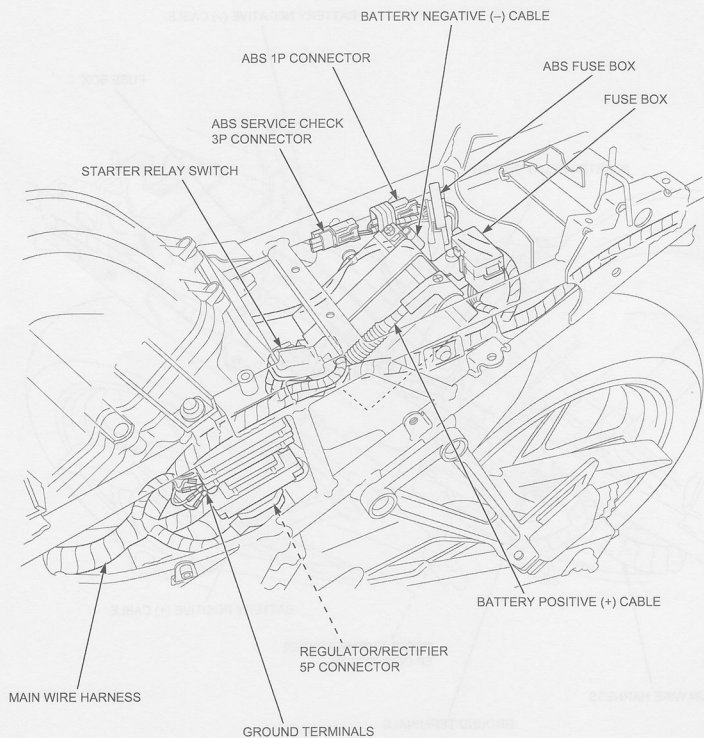 BATTERY NEGATIVE (–) CABLE
ABS 1P CONNECTOR
ABS FUSE BOX
FUSE BOX
ABS SERVICE CHECK
3P CONNECTOR
STARTER RELAY SWITCH
BATTERY POSITIVE (+) CABLE
REGULATOR/RECTIFIER
5P CONNECTOR
MAIN WIRE HARNESS
GROUND TERMINALS